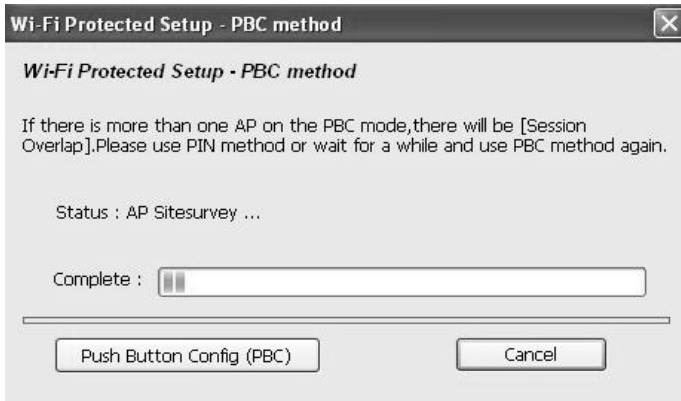 Wi-Fi Protected Setup - PBC method
Wi-Fi Protected Setup - PBC method
If there is more than one AP on the PBC mode,there will be [Session
Overlap].Please use PIN method or wait for a while and use PBC method again.
Status : AP Sitesurvey ...
Complete :
Push Button Config (PBC)
Cancel